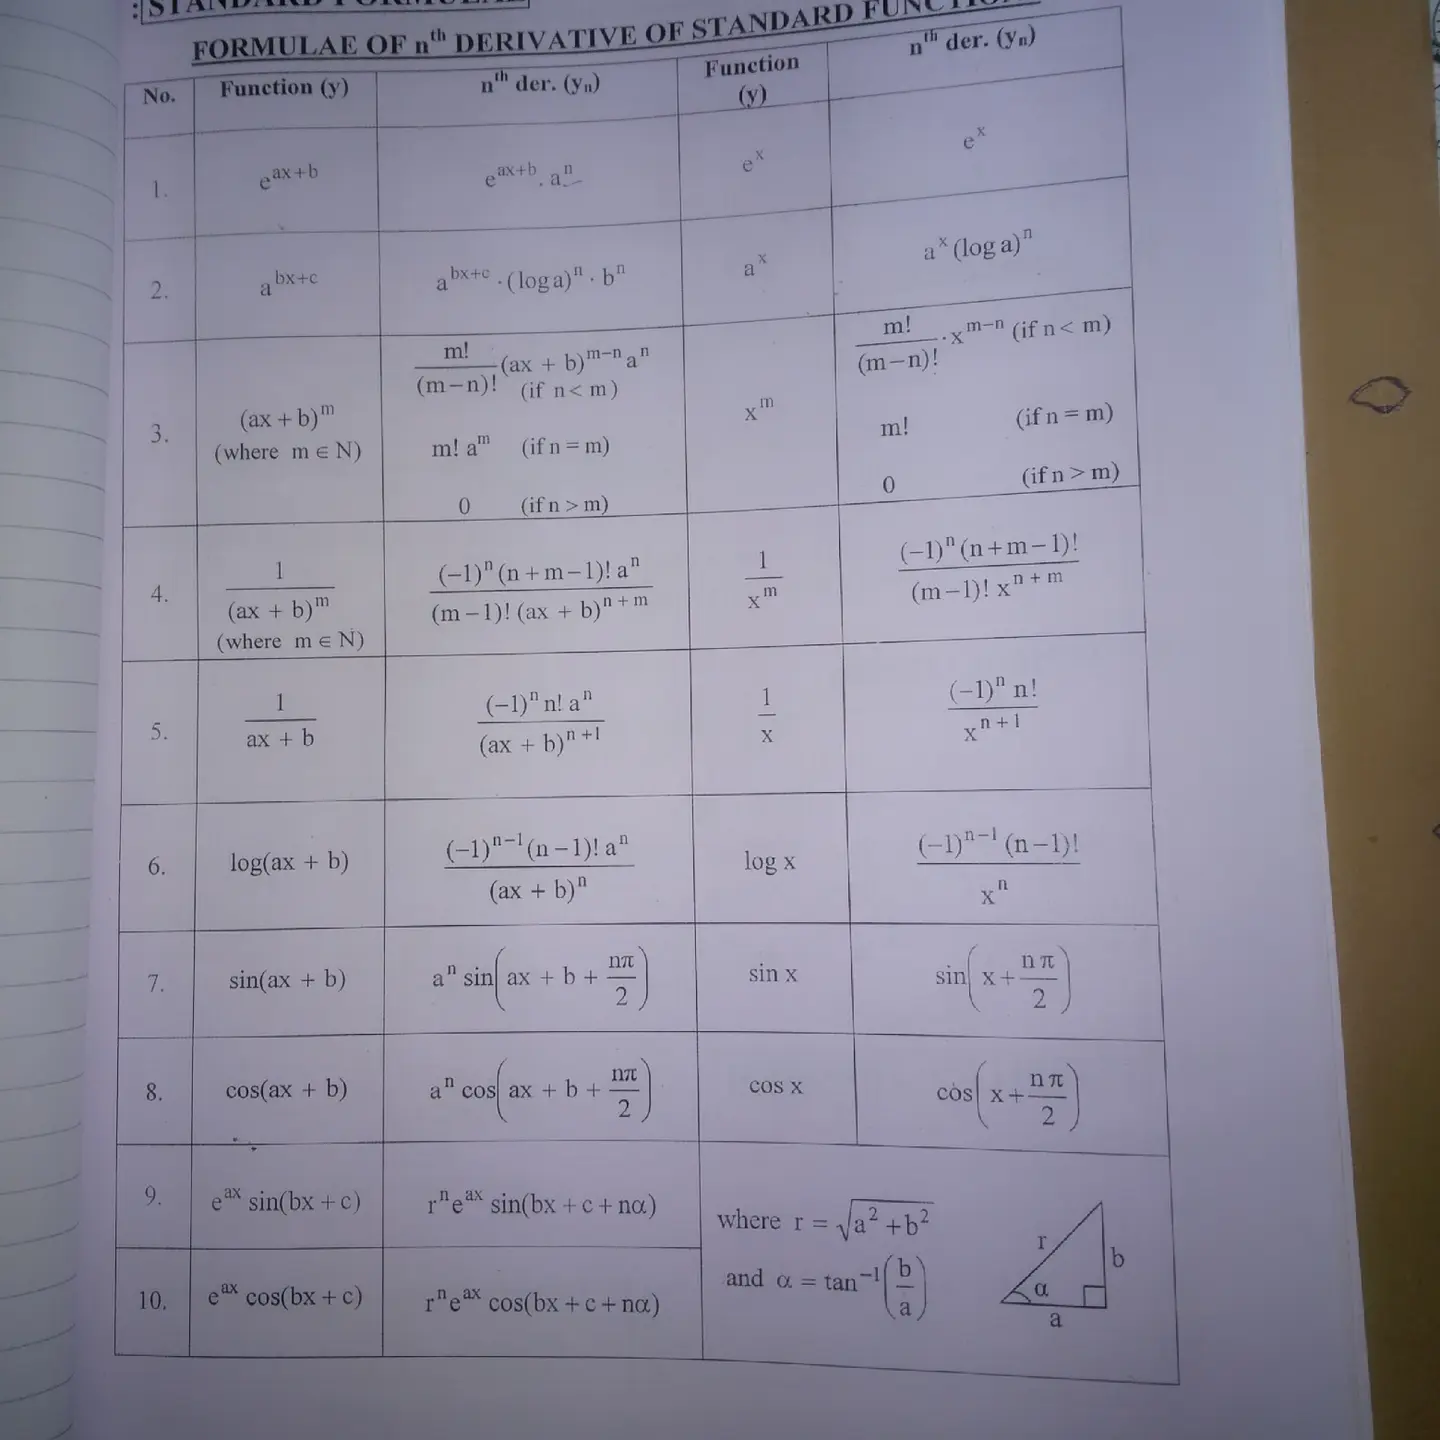 : STANDARD FORMULAE
FORMULAE OF nth DERIVATIVE OF STANDARD FUNCTION
No. | Function (y) | nth der. (yₙ) | Function (y) | nth der. (yₙ)
1. | e^(ax+b) | e^(ax+b) . a^n | e^x | e^x
2. | a^(bx+c) | a^(bx+c) · (log a)^n · b^n | a^x | a^x (log a)^n
3. | (ax + b)^m (where m ∈ N) | m!/(m−n)! (ax + b)^(m−n) a^n (if n < m) | x^m | m!/(m−n)! · x^(m−n) (if n < m)
m! a^m (if n = m) | m! (if n = m)
0 (if n > m) | 0 (if n > m)
4. | 1/(ax + b)^m (where m ∈ N) | (−1)^n (n + m − 1)! a^n / (m − 1)! (ax + b)^(n + m) | 1/x^m | (−1)^n (n + m − 1)! / (m − 1)! x^(n + m)
5. | 1/(ax + b) | (−1)^n n! a^n / (ax + b)^(n + 1) | 1/x | (−1)^n n! / x^(n + 1)
6. | log(ax + b) | (−1)^(n−1) (n − 1)! a^n / (ax + b)^n | log x | (−1)^(n−1) (n − 1)! / x^n
7. | sin(ax + b) | a^n sin(ax + b + nπ/2) | sin x | sin(x + nπ/2)
8. | cos(ax + b) | a^n cos(ax + b + nπ/2) | cos x | cos(x + nπ/2)
9. | e^(ax) sin(bx + c) | r^n e^(ax) sin(bx + c + nα) | where r = √(a² + b²)
10. | e^(ax) cos(bx + c) | r^n e^(ax) cos(bx + c + nα) | and α = tan⁻¹(b/a)
r
b
α
a